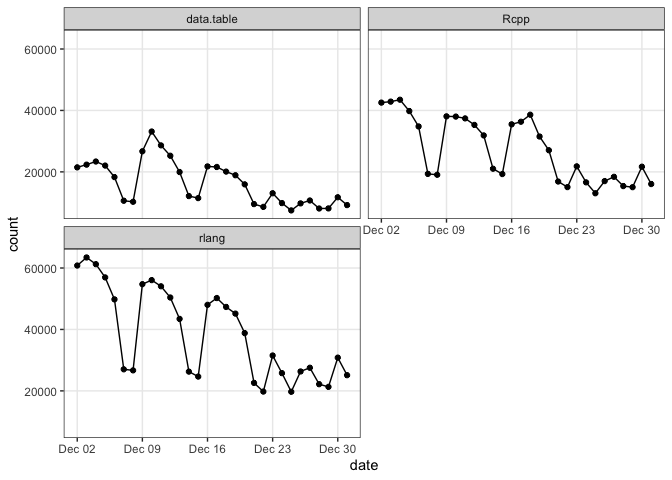 data.table
Rcpp
60000
40000
20000
Dec 02 Dec 09 Dec 16 Dec 23 Dec 30
rlang
60000
40000
20000
Dec 02 Dec 09 Dec 16 Dec 23 Dec 30
date
count